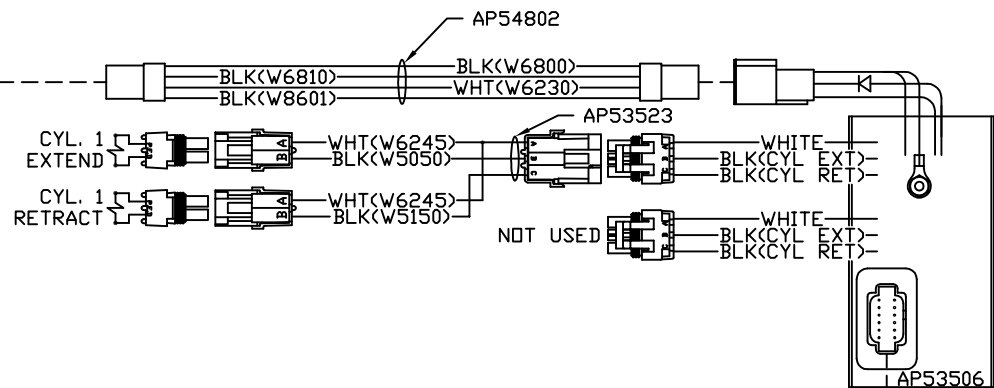 AP54802
BLK(W6800)
BLK(W6810)
WHT(W6230)
BLK(W8601)
AP53523
CYL. 1
EXTEND
A
B
WHT(W6245)
BLK(W5050)
A
B
C
WHITE
BLK(CYL EXT)
BLK(CYL RET)
CYL. 1
RETRACT
A
B
WHT(W6245)
BLK(W5150)
NOT USED
WHITE
BLK(CYL EXT)
BLK(CYL RET)
AP53506